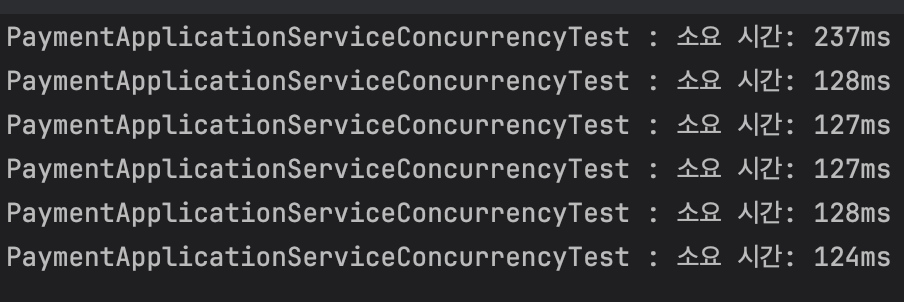 PaymentApplicationServiceConcurrencyTest : 소요 시간: 237ms
PaymentApplicationServiceConcurrencyTest : 소요 시간: 128ms
PaymentApplicationServiceConcurrencyTest : 소요 시간: 127ms
PaymentApplicationServiceConcurrencyTest : 소요 시간: 127ms
PaymentApplicationServiceConcurrencyTest : 소요 시간: 128ms
PaymentApplicationServiceConcurrencyTest : 소요 시간: 124ms